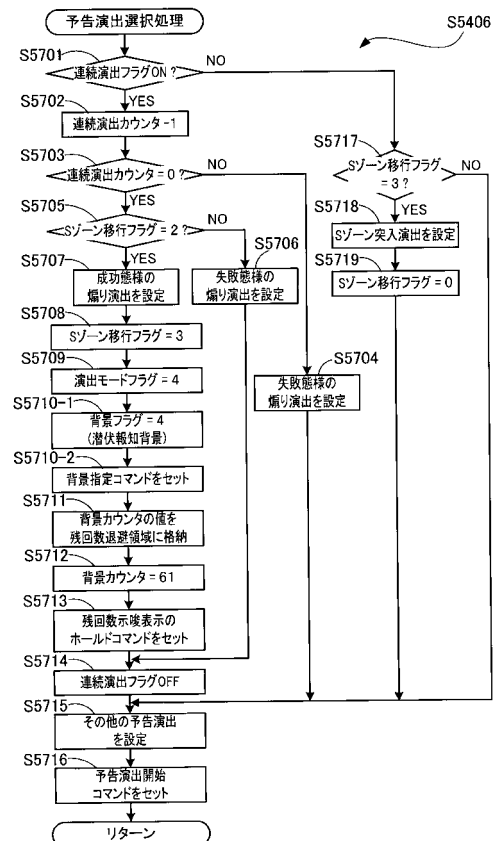 予告演出選択処理
S5406
S5701
連続演出フラグON?
NO
YES
S5702
連続演出カウンタ-1
S5703
連続演出カウンタ=0?
NO
YES
S5705
Sゾーン移行フラグ=2?
NO
YES
S5706
失敗態様の
煽り演出を設定
S5707
成功態様の
煽り演出を設定
S5708
Sゾーン移行フラグ=3
S5709
演出モードフラグ=4
S5710-1
背景フラグ=4
(潜伏報知背景)
S5710-2
背景指定コマンドをセット
S5711
背景カウンタの値を
残回数退避領域に格納
S5712
背景カウンタ=61
S5713
残回数示唆表示の
ホールドコマンドをセット
S5714
連続演出フラグOFF
S5704
失敗態様の
煽り演出を設定
S5717
Sゾーン移行フラグ
=3?
NO
YES
S5718
Sゾーン突入演出を設定
S5719
Sゾーン移行フラグ=0
S5715
その他の予告演出
を設定
S5716
予告演出開始
コマンドをセット
リターン